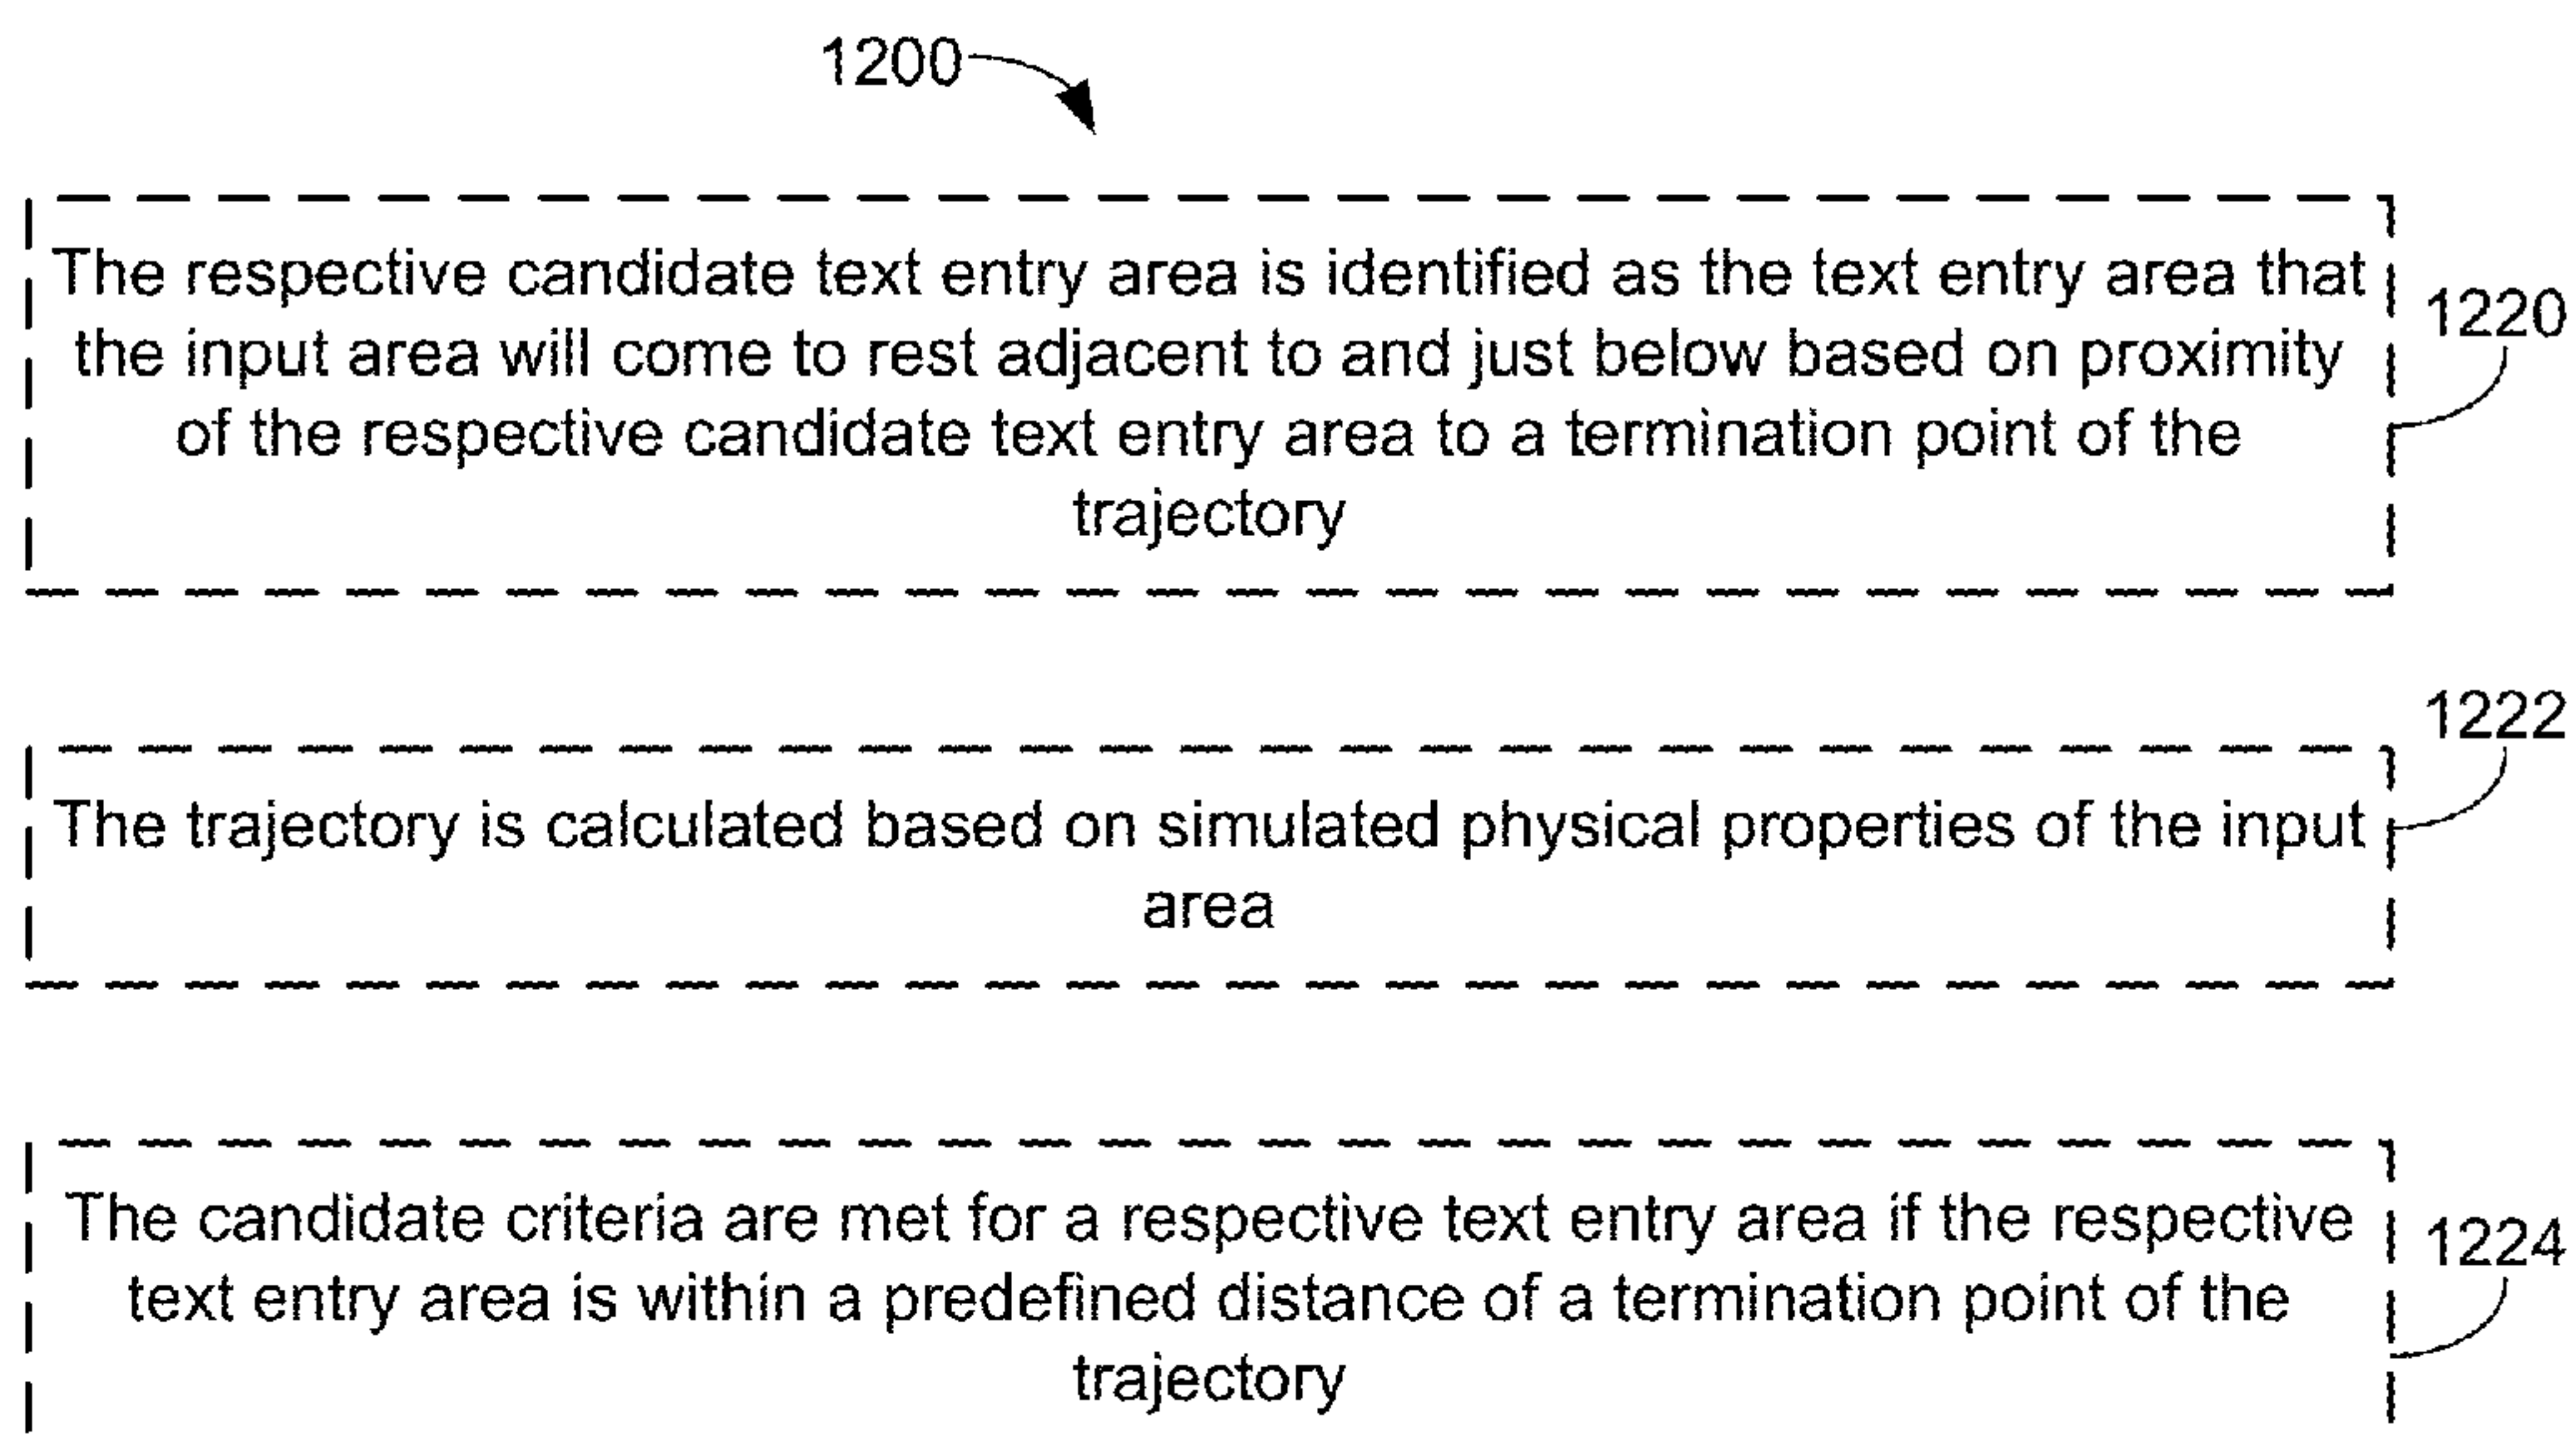 1200
The respective candidate text entry area is identified as the text entry area that
the input area will come to rest adjacent to and just below based on proximity
of the respective candidate text entry area to a termination point of the
trajectory
1220
The trajectory is calculated based on simulated physical properties of the input
area
1222
The candidate criteria are met for a respective text entry area if the respective
text entry area is within a predefined distance of a termination point of the
trajectory
1224